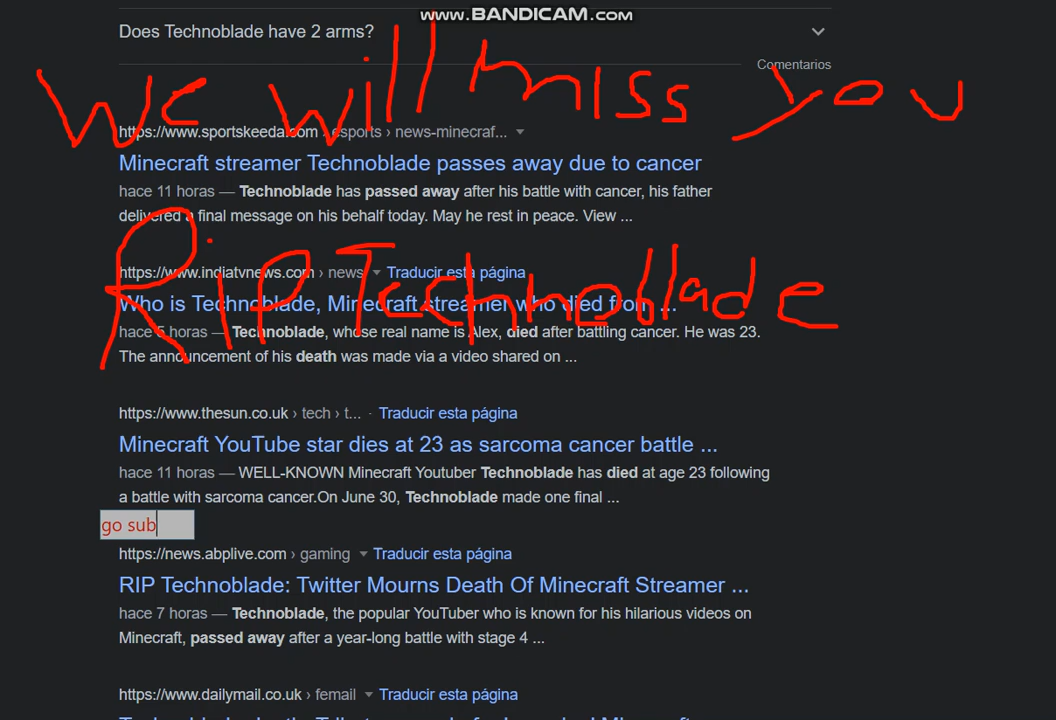 www.BANDICAM.com
Does Technoblade have 2 arms?
Comentarios
we will miss you
https://www.sportskeeda.com › esports › news-minecraf...
Minecraft streamer Technoblade passes away due to cancer
hace 11 horas — Technoblade has passed away after his battle with cancer, his father
delivered a final message on his behalf today. May he rest in peace. View ...
Rip Technoblade
https://www.indiatvnews.com › news Traducir esta página
Who is Technoblade, Minecraft streamer who died from ...
hace 5 horas — Technoblade, whose real name is Alex, died after battling cancer. He was 23.
The announcement of his death was made via a video shared on ...
https://www.thesun.co.uk › tech › t... · Traducir esta página
Minecraft YouTube star dies at 23 as sarcoma cancer battle ...
hace 11 horas — WELL-KNOWN Minecraft Youtuber Technoblade has died at age 23 following
a battle with sarcoma cancer.On June 30, Technoblade made one final ...
go sub
https://news.abplive.com › gaming Traducir esta página
RIP Technoblade: Twitter Mourns Death Of Minecraft Streamer ...
hace 7 horas — Technoblade, the popular YouTuber who is known for his hilarious videos on
Minecraft, passed away after a year-long battle with stage 4 ...
https://www.dailymail.co.uk › femail Traducir esta página